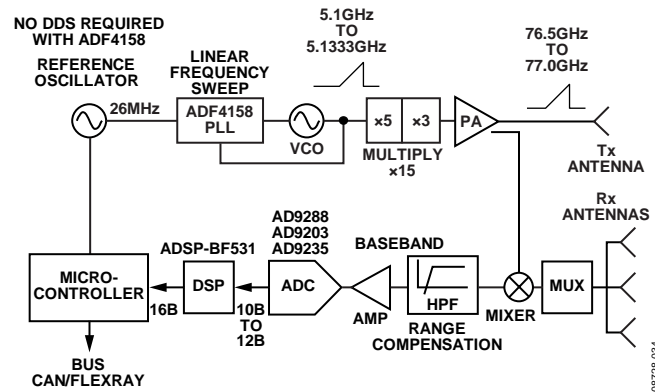 NO DDS REQUIRED
WITH ADF4158
REFERENCE
OSCILLATOR
26MHz
LINEAR
FREQUENCY
SWEEP
ADF4158
PLL
VCO
5.1GHz
TO
5.1333GHz
×5
×3
MULTIPLY
×15
PA
76.5GHz
TO
77.0GHz
Tx
ANTENNA
Rx
ANTENNAS
MICRO-
CONTROLLER
16B
BUS
CAN/FLEXRAY
ADSP-BF531
DSP
10B
TO
12B
AD9288
AD9203
AD9235
ADC
AMP
BASEBAND
HPF
RANGE
COMPENSATION
MIXER
MUX
08728-034